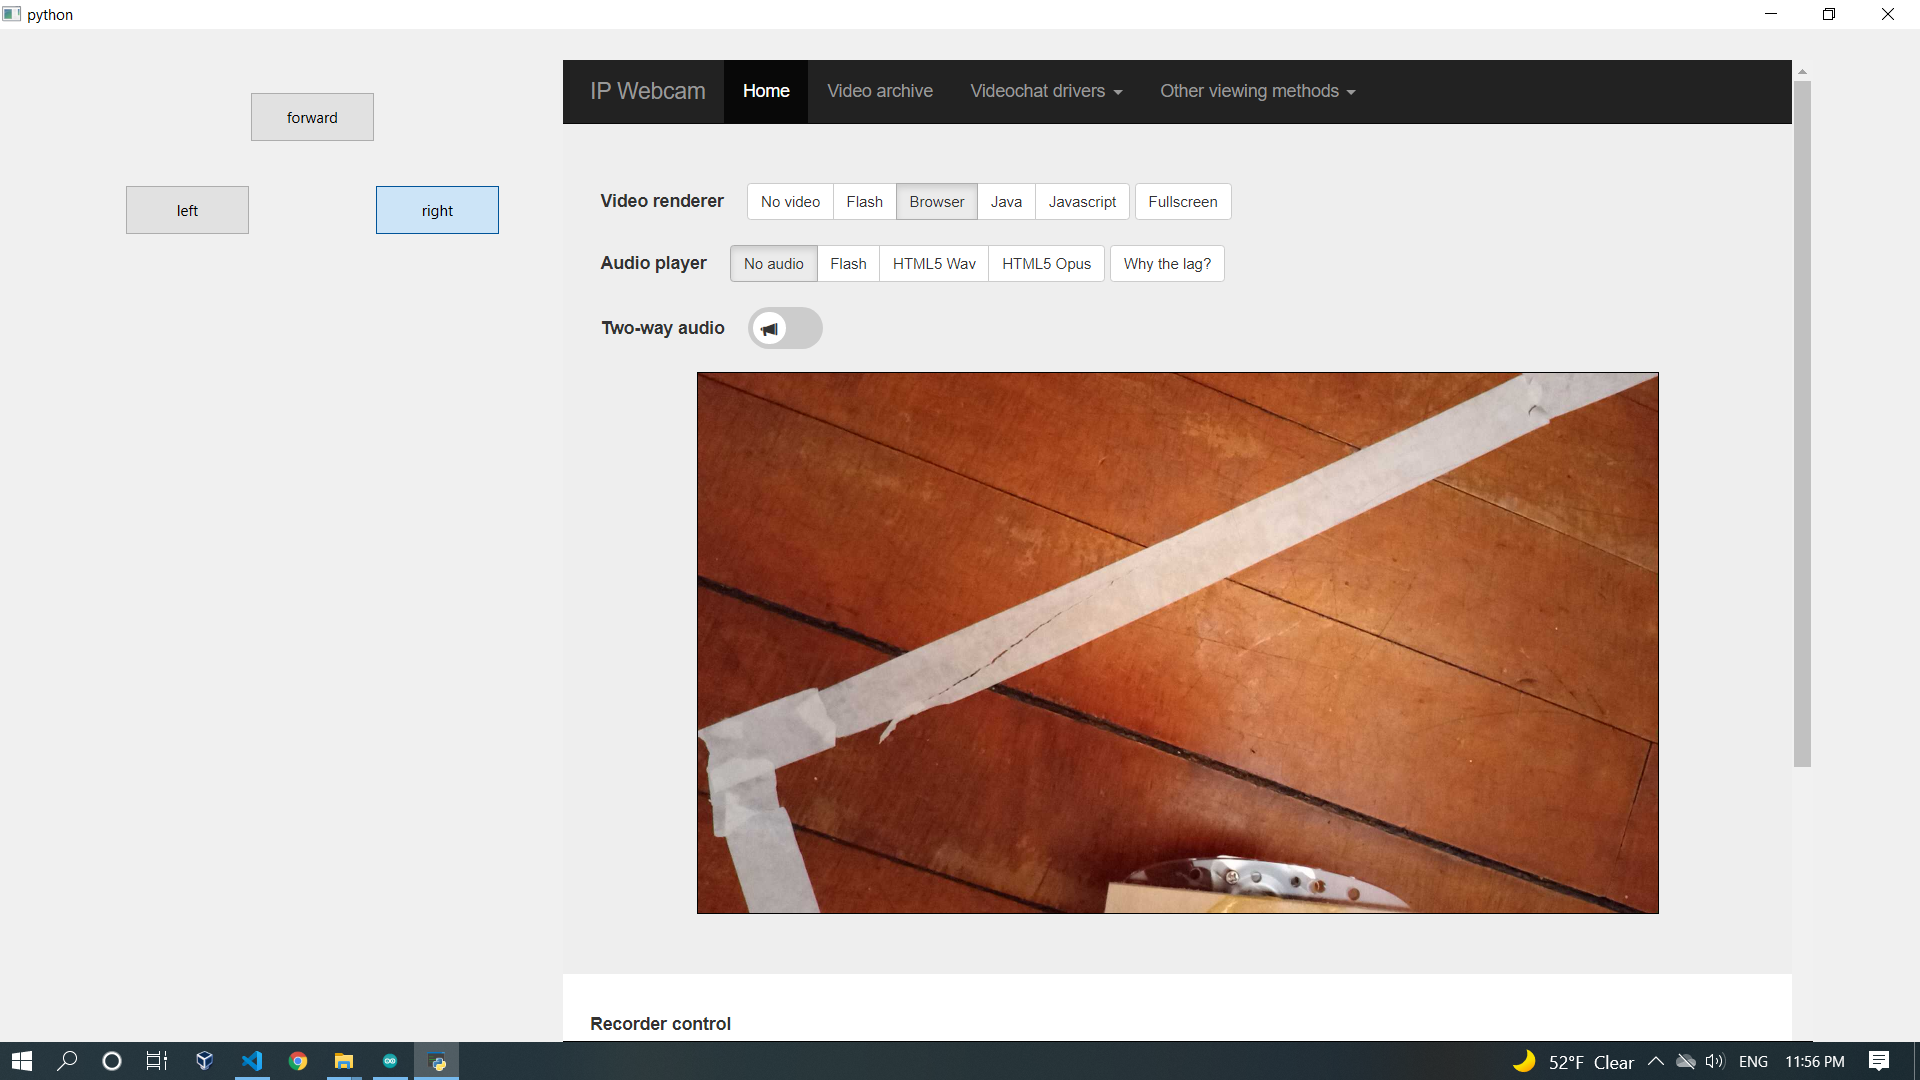 python
forward
left
right
IP Webcam Home Video archive Videochat drivers Other viewing methods
Video renderer No video Flash Browser Java Javascript Fullscreen
Audio player No audio Flash HTML5 Wav HTML5 Opus Why the lag?
Two-way audio
Recorder control
52°F Clear ENG 11:56 PM